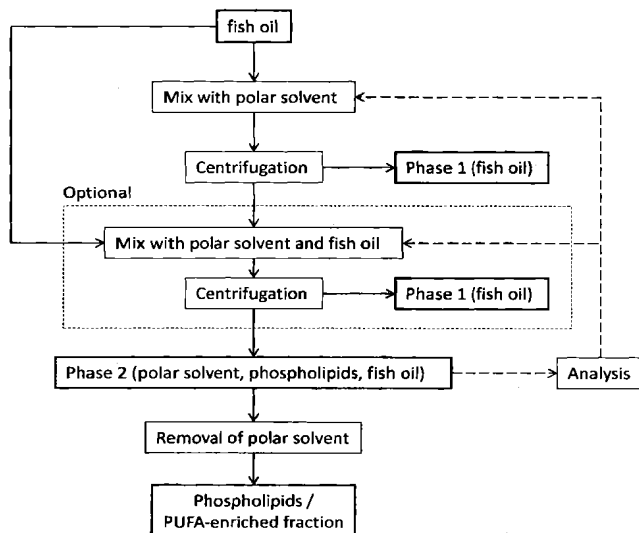 fish oil
Mix with polar solvent
Centrifugation
Phase 1 (fish oil)
Optional
Mix with polar solvent and fish oil
Centrifugation
Phase 1 (fish oil)
Phase 2 (polar solvent, phospholipids, fish oil)
Analysis
Removal of polar solvent
Phospholipids /
PUFA-enriched fraction